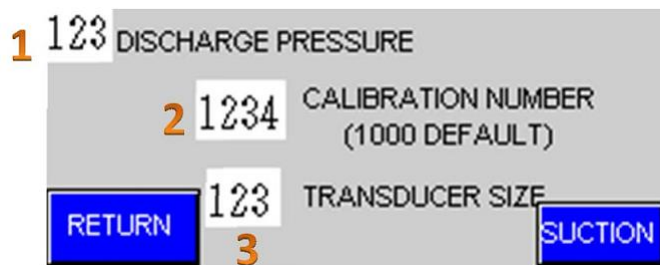 1 123 DISCHARGE PRESSURE
2 1234 CALIBRATION NUMBER
(1000 DEFAULT)
123 TRANSDUCER SIZE
RETURN
3
SUCTION